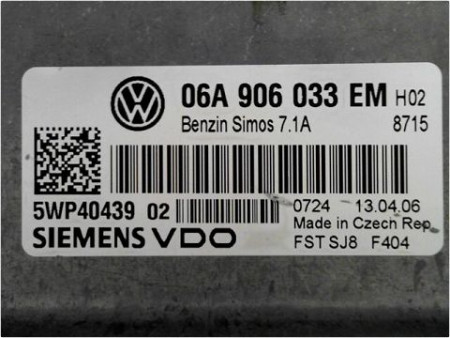 06A 906 033 EM H02
Benzin Simos 7.1A 8715
5WP40439 02 0724 13.04.06
Made in Czech Rep
SIEMENS VDO FST SJ8 F404